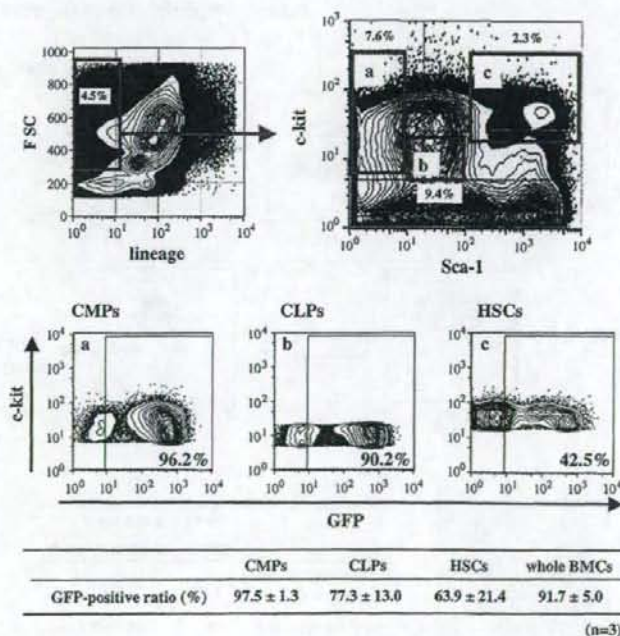 1000
800
600
400
200
0
4.5%
FSC
10⁰ 10¹ 10² 10³ 10⁴
lineage
10³
10²
10¹
10⁰
7.6%
2.3%
a
c
b
9.4%
c-kit
10⁰ 10¹ 10² 10³ 10⁴
Sca-1
CMPs
CLPs
HSCs
a
b
c
10⁴
10³
10²
10¹
10⁰
10⁴
10³
10²
10¹
10⁰
10⁴
10³
10²
10¹
10⁰
c-kit
96.2%
90.2%
42.5%
10⁰ 10¹ 10² 10³ 10⁴
10⁰ 10¹ 10² 10³ 10⁴
10⁰ 10¹ 10² 10³ 10⁴
GFP
CMPs CLPs HSCs whole BMCs
GFP-positive ratio (%) 97.5 ± 1.3 77.3 ± 13.0 63.9 ± 21.4 91.7 ± 5.0
(n=3)